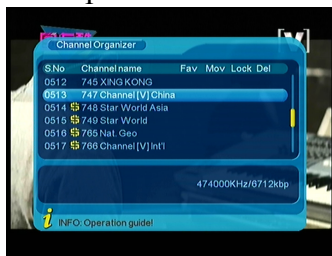 [V]
Channel Organizer
S.No Channel name Fav Mov Lock Del
0512 745 XING KONG
0513 747 Channel [V] China
0514 $ 748 Star World Asia
0515 $ 749 Star World
0516 $ 765 Nat. Geo
0517 $ 766 Channel [V] Int'l
474000KHz/6712kbp
i INFO: Operation guide!